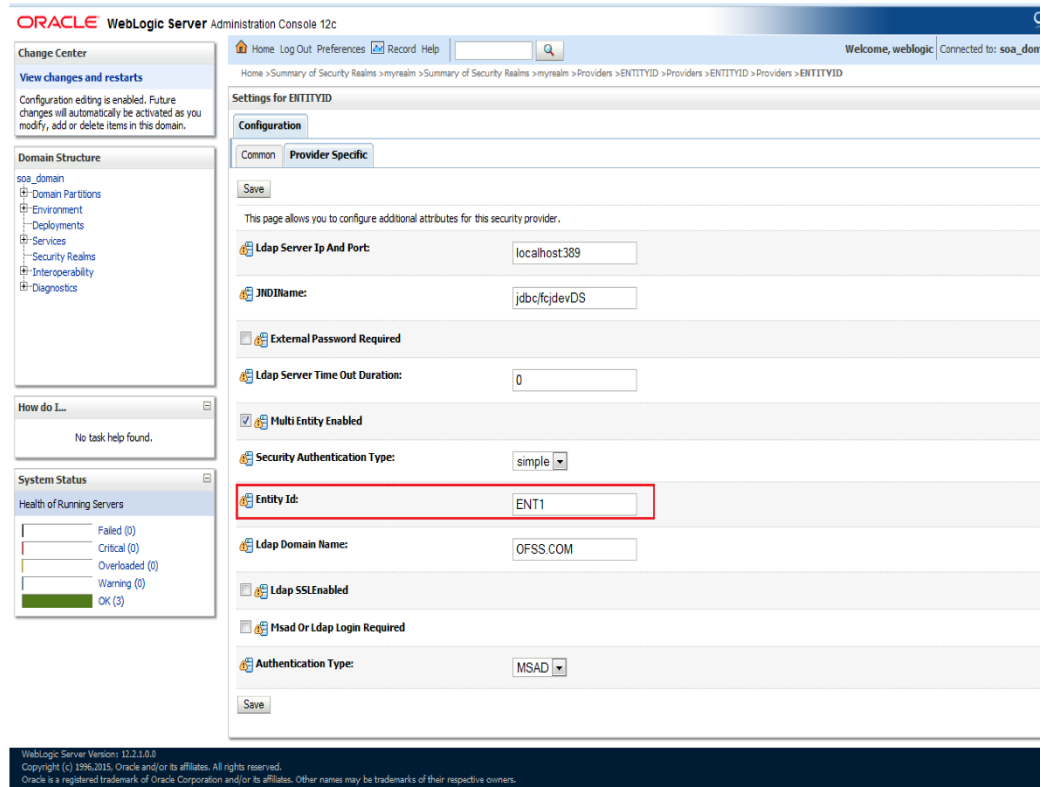 ORACLE WebLogic Server Administration Console 12c
Change Center
View changes and restarts
Configuration editing is enabled. Future
changes will automatically be activated as you
modify, add or delete items in this domain.
Domain Structure
soa_domain
Domain Partitions
Environment
Deployments
Services
Security Realms
Interoperability
Diagnostics
How do I...
No task help found.
System Status
Health of Running Servers
Failed (0)
Critical (0)
Overloaded (0)
Warning (0)
OK (3)
Home Log Out Preferences Record Help
Welcome, weblogic Connected to: soa_dom
Home >Summary of Security Realms >myrealm >Summary of Security Realms >myrealm >Providers >ENTITYID >Providers >ENTITYID >Providers >ENTITYID
Settings for ENTITYID
Configuration
Common Provider Specific
Save
This page allows you to configure additional attributes for this security provider.
Ldap Server Ip And Port: localhost:389
JNDIName: jdbc/fcjdevDS
External Password Required
Ldap Server Time Out Duration: 0
Multi Entity Enabled
Security Authentication Type: simple
Entity Id: ENT1
Ldap Domain Name: OFSS.COM
Ldap SSLEnabled
Msad Or Ldap Login Required
Authentication Type: MSAD
Save
WebLogic Server Version: 12.2.1.0.0
Copyright (c) 1996,2015, Oracle and/or its affiliates. All rights reserved.
Oracle is a registered trademark of Oracle Corporation and/or its affiliates. Other names may be trademarks of their respective owners.